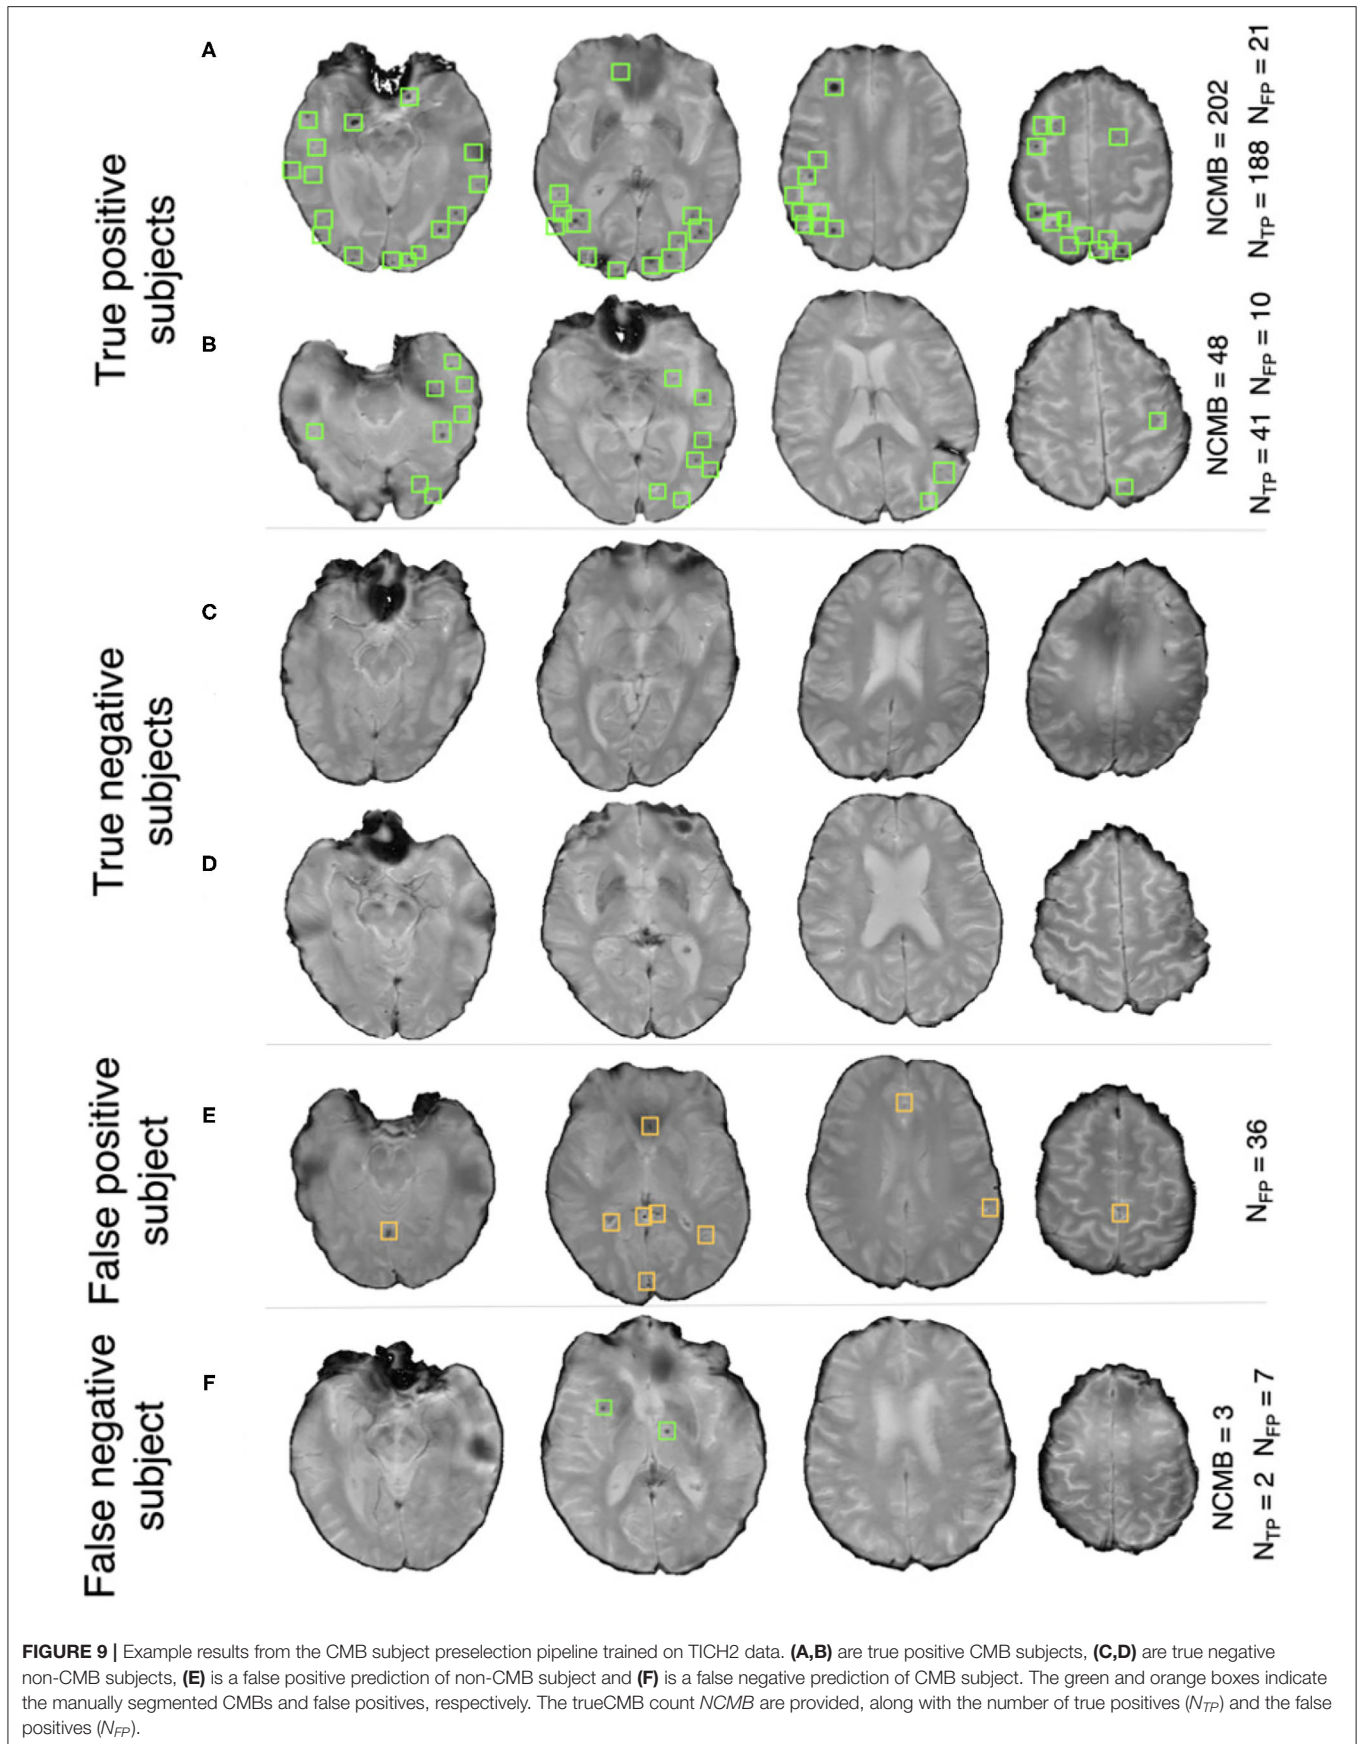 True positive
subjects
A
NCMB = 202
N_TP = 188 N_FP = 21
B
NCMB = 48
N_TP = 41 N_FP = 10
True negative
subjects
C
D
False positive
subject
E
N_FP = 36
False negative
subject
F
NCMB = 3
N_TP = 2 N_FP = 7
FIGURE 9 | Example results from the CMB subject preselection pipeline trained on TICH2 data. (A,B) are true positive CMB subjects, (C,D) are true negative
non-CMB subjects, (E) is a false positive prediction of non-CMB subject and (F) is a false negative prediction of CMB subject. The green and orange boxes indicate
the manually segmented CMBs and false positives, respectively. The trueCMB count NCMB are provided, along with the number of true positives (N_TP) and the false
positives (N_FP).